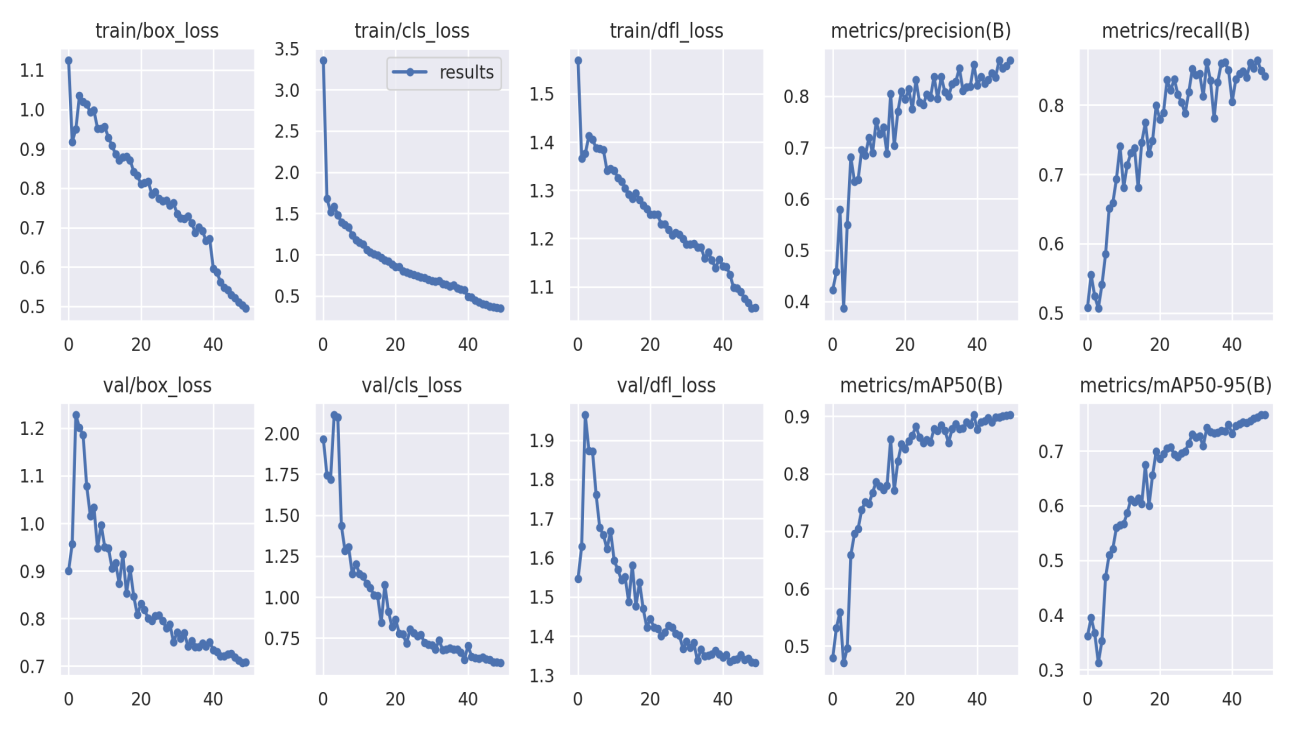 train/box_loss
train/cls_loss
train/dfl_loss
metrics/precision(B)
metrics/recall(B)
1.1
1.0
0.9
0.8
0.7
0.6
0.5
0 20 40
3.5
3.0
2.5
2.0
1.5
1.0
0.5
results
0 20 40
1.5
1.4
1.3
1.2
1.1
0 20 40
0.8
0.7
0.6
0.5
0.4
0 20 40
0.8
0.7
0.6
0.5
0 20 40
val/box_loss
val/cls_loss
val/dfl_loss
metrics/mAP50(B)
metrics/mAP50-95(B)
1.2
1.1
1.0
0.9
0.8
0.7
0 20 40
2.00
1.75
1.50
1.25
1.00
0.75
0 20 40
1.9
1.8
1.7
1.6
1.5
1.4
1.3
0 20 40
0.9
0.8
0.7
0.6
0.5
0 20 40
0.7
0.6
0.5
0.4
0.3
0 20 40